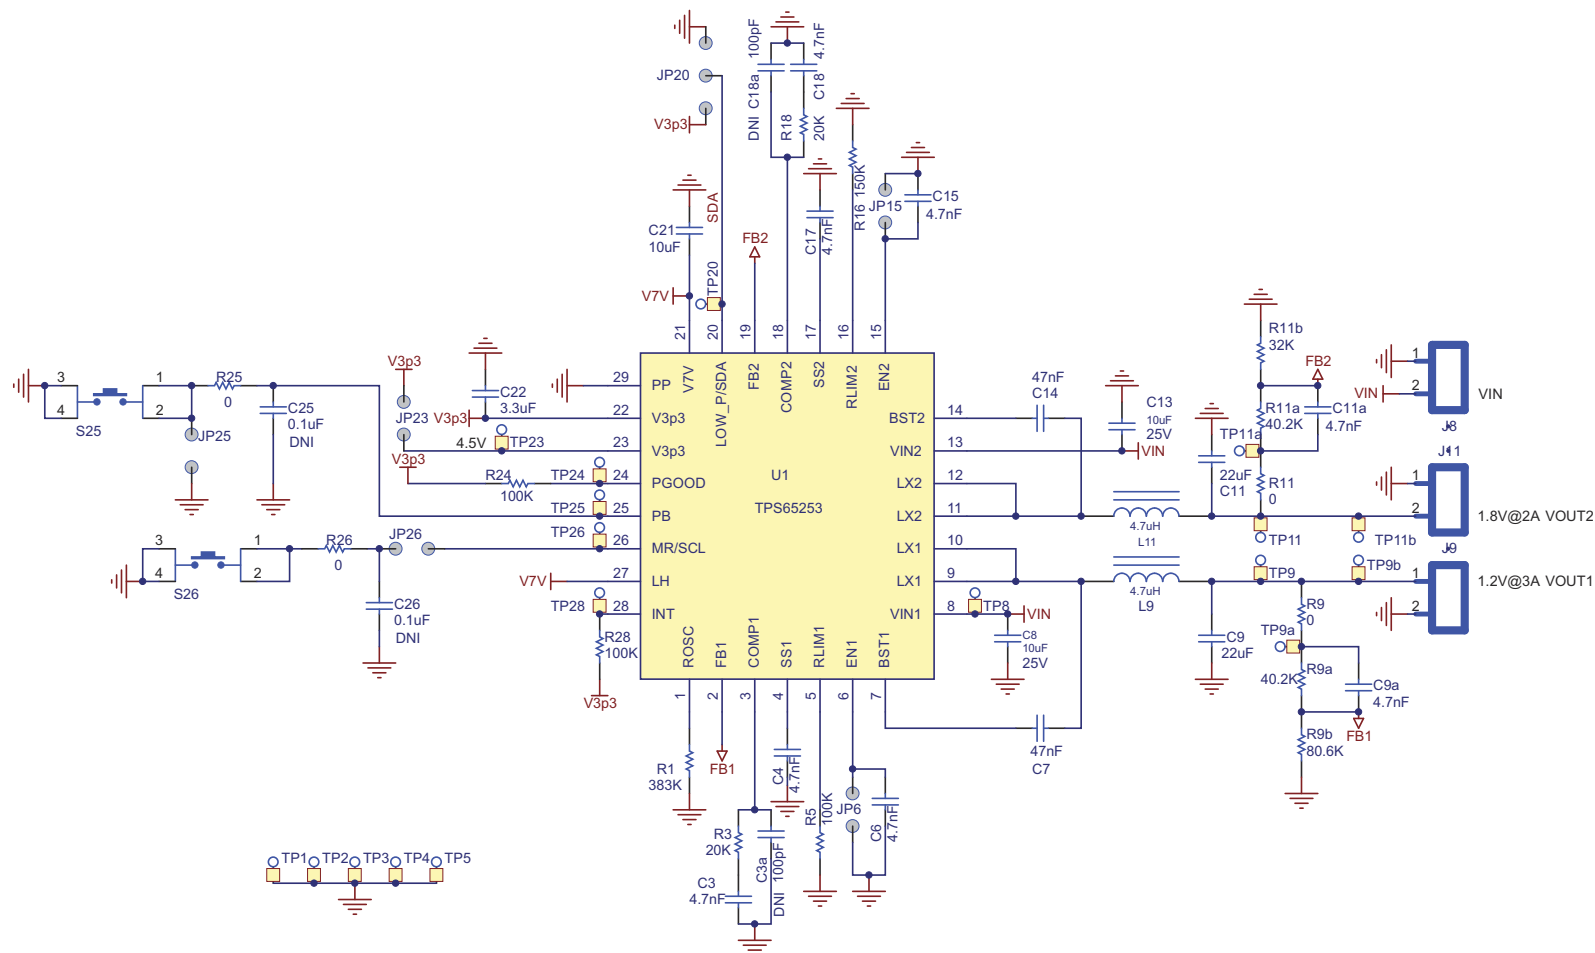 JP20
V3p3
SDA
TP20
C21
10uF
V7V
FB2
DNI C18a 100pF
C18 4.7nF
R18
20K
C17
4.7nF
R16 150K
JP15
C15
4.7nF
21
20
19
18
17
16
15
V7V
LOW_P/SDA
FB2
COMP2
SS2
RLIM2
EN2
3
4
S25
1
2
R25
0
JP25
C25
0.1uF
DNI
V3p3
JP23
C22
3.3uF
V3p3
4.5V
TP23
V3p3
R24
100K
TP24
TP25
TP26
3
4
S26
1
2
R26
0
JP26
C26
0.1uF
DNI
V7V
TP28
R28
100K
V3p3
29
22
23
24
25
26
27
28
PP
V3p3
V3p3
PGOOD
PB
MR/SCL
LH
INT
U1
TPS65253
BST2
VIN2
LX2
LX2
LX1
LX1
VIN1
14
13
12
11
10
9
8
ROSC
FB1
COMP1
SS1
RLIM1
EN1
BST1
1
2
3
4
5
6
7
R1
383K
FB1
R3
20K
C3
4.7nF
C3a
DNI 100pF
C4
4.7nF
R5
100K
JP6
C6
4.7nF
47nF
C7
47nF
C14
C13
10uF
25V
VIN
TP8
VIN
C8
10uF
25V
4.7uH
L11
4.7uH
L9
22uF
C11
C9
22uF
R11b
32K
FB2
R11a
40.2K
C11a
4.7nF
TP11a
R11
0
TP11
TP11b
TP9
TP9b
R9
0
TP9a
R9a
40.2K
C9a
4.7nF
FB1
R9b
80.6K
1
VIN
2
VIN
J8
J11
1
2
1.8V@2A VOUT2
J9
1
1.2V@3A VOUT1
2
TP1
TP2
TP3
TP4
TP5